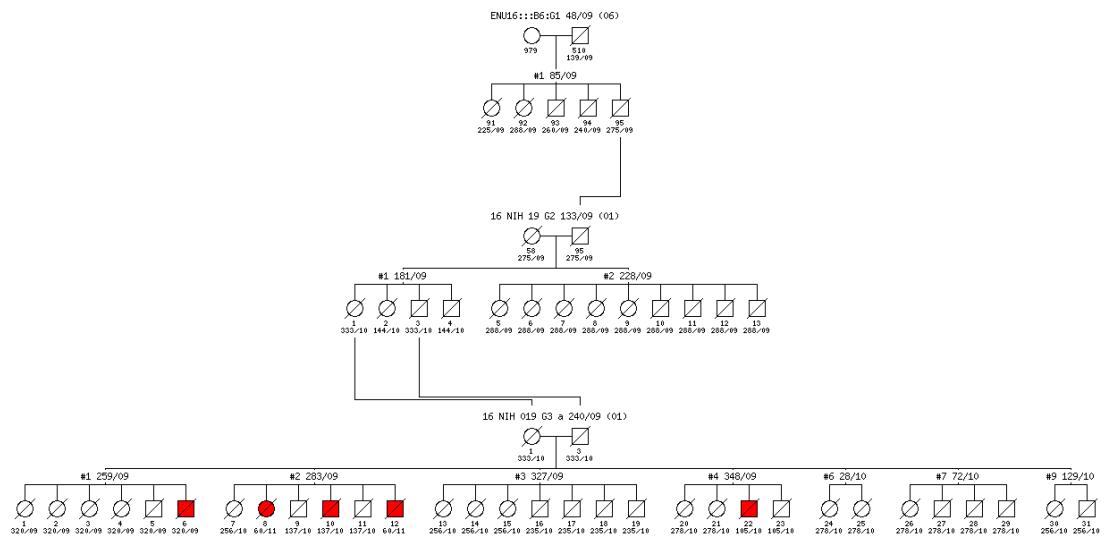 ENU16:::B6:G1 48/09 (06)
979 510
139/09
#1 85/09
91 92 93 94 95
225/09 288/09 260/09 240/09 275/09
16 NIH 19 G2 133/09 (01)
58 95
275/09 275/09
#1 181/09 #2 228/09
1 2 3 4 5 6 7 8 9 10 11 12 13
333/10 144/10 333/10 144/10 288/09 288/09 288/09 288/09 288/09 288/09 288/09 288/09 288/09
16 NIH 019 G3 a 240/09 (01)
1 3
333/10 333/10
#1 259/09 #2 283/09 #3 327/09 #4 348/09 #6 28/10 #7 72/10 #9 129/10
1 2 3 4 5 6 7 8 9 10 11 12 13 14 15 16 17 18 19 20 21 22 23 24 25 26 27 28 29 30 31
320/09 320/09 320/09 320/09 320/09 320/09 256/10 60/11 137/10 137/10 137/10 60/11 256/10 256/10 256/10 235/10 235/10 235/10 235/10 278/10 278/10 105/10 105/10 278/10 278/10 278/10 278/10 278/10 278/10 256/10 256/10